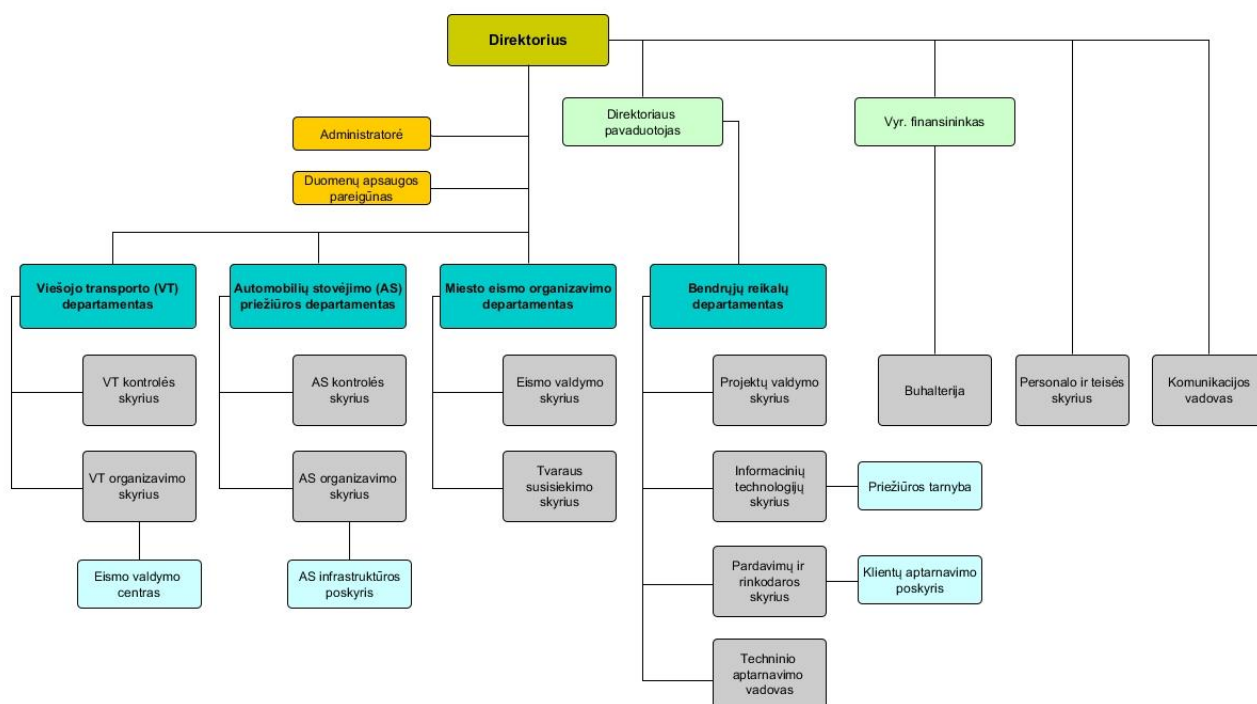 Direktorius
Administratorė
Direktoriaus
pavaduotojas
Vyr. finansininkas
Duomenų apsaugos
pareigūnas
Viešojo transporto (VT)
departamentas
Automobilių stovėjimo (AS)
priežiūros departamentas
Miesto eismo organizavimo
departamentas
Bendrųjų reikalų
departamentas
VT kontrolės
skyrius
AS kontrolės
skyrius
Eismo valdymo
skyrius
Projektų valdymo
skyrius
Buhalterija
Personalo ir teisės
skyrius
Komunikacijos
vadovas
VT organizavimo
skyrius
AS organizavimo
skyrius
Tvaraus
susisiekimo
skyrius
Informacinių
technologijų
skyrius
Priežiūros tarnyba
Eismo valdymo
centras
AS infrastruktūros
poskyris
Pardavimų ir
rinkodaros
skyrius
Klientų aptarnavimo
poskyris
Techninio
aptarnavimo
vadovas